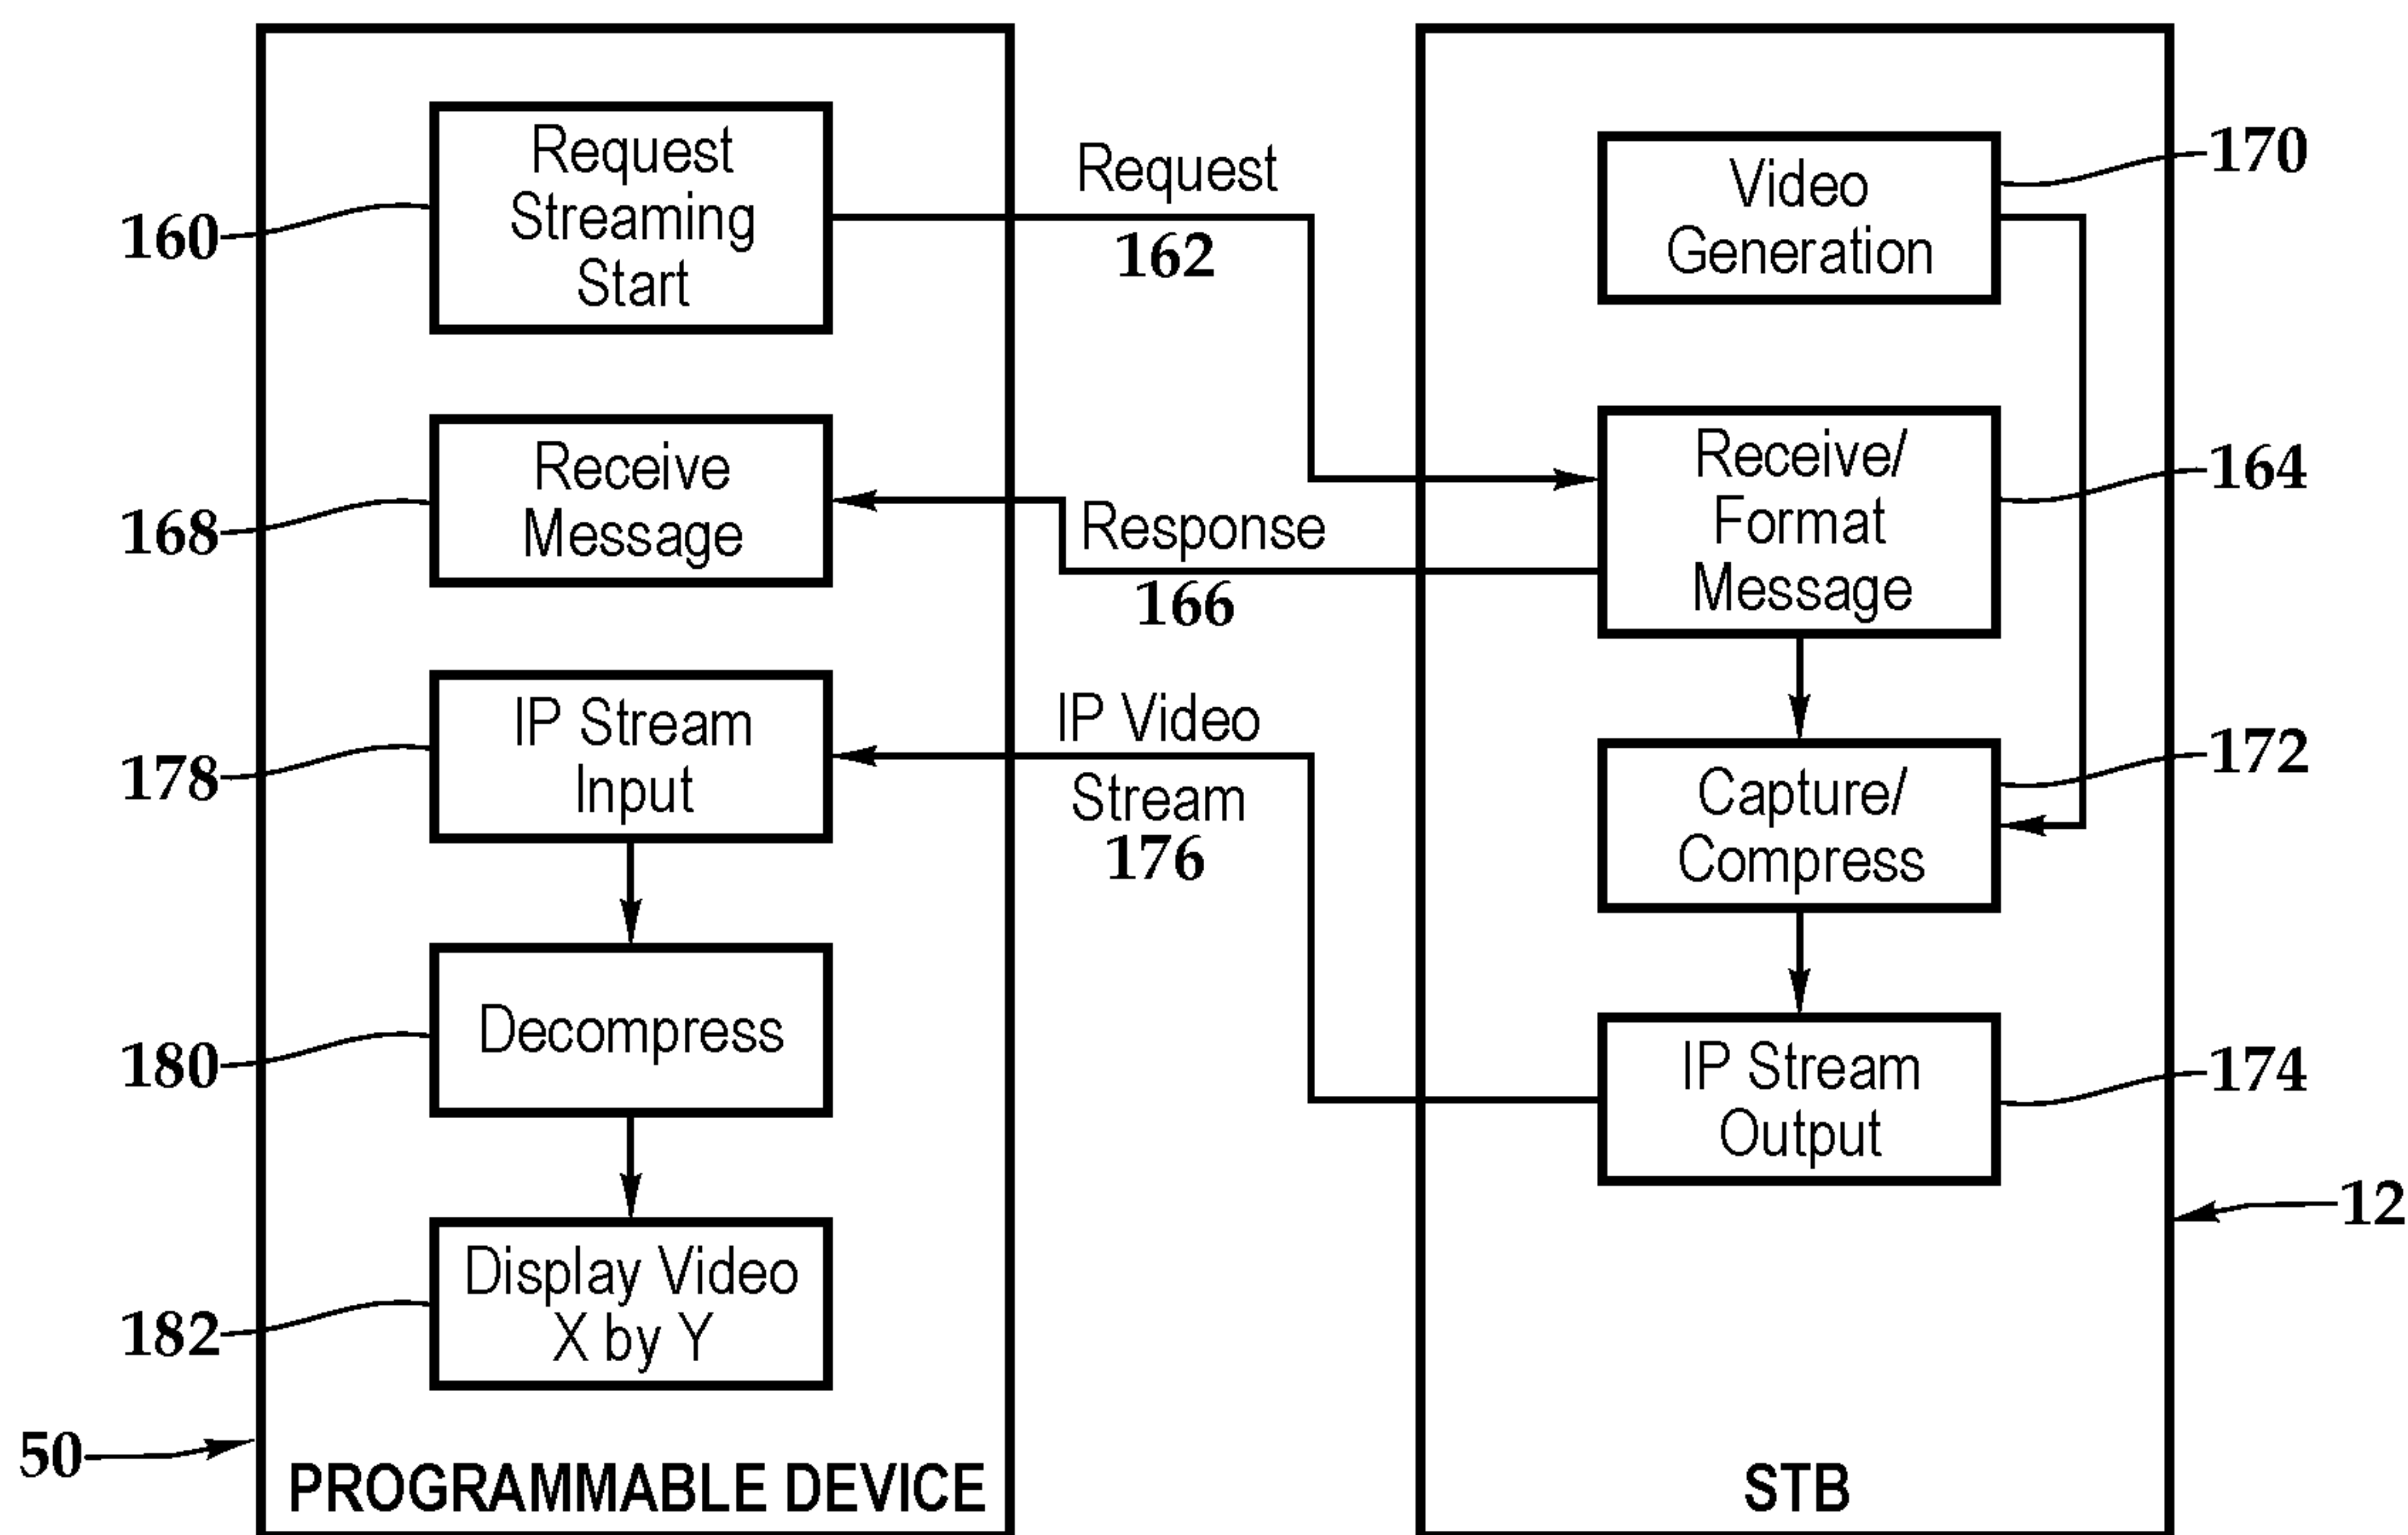 Request
Streaming
Start
160
Request
162
Video
Generation
170
Receive
Message
168
Response
166
Receive/
Format
Message
164
IP Stream
Input
178
IP Video
Stream
176
Capture/
Compress
172
Decompress
180
IP Stream
Output
174
12
Display Video
X by Y
182
50
PROGRAMMABLE DEVICE
STB